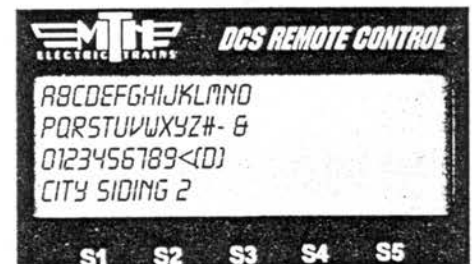 MTH
ELECTRIC TRAINS
DCS REMOTE CONTROL
ABCDEFGHIJKLMNO
PQRSTUVWXYZ#- &
0123456789<(D)
CITY SIDING 2
S1 S2 S3 S4 S5